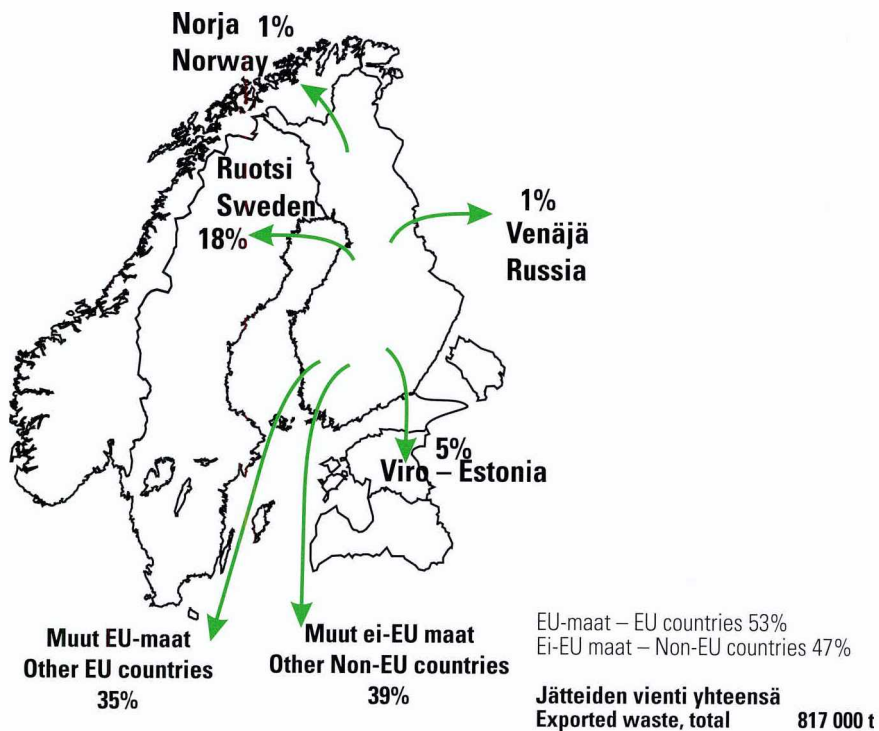 Norja 1%
Norway
Ruotsi
Sweden
18%
1%
Venäjä
Russia
5%
Viro – Estonia
Muut EU-maat
Other EU countries
35%
Muut ei-EU maat
Other Non-EU countries
39%
EU-maat – EU countries 53%
Ei-EU maat – Non-EU countries 47%
Jätteiden vienti yhteensä
Exported waste, total 817 000 t